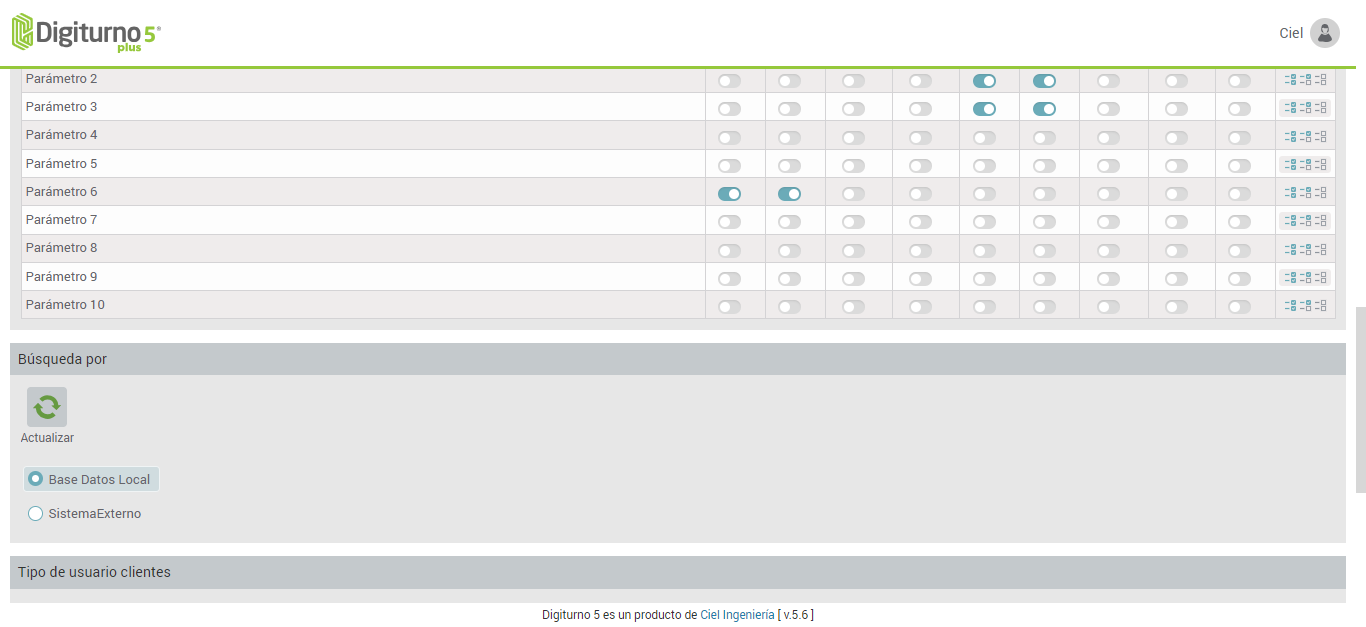 Digiturno 5®
plus
Ciel
Parámetro 2
Parámetro 3
Parámetro 4
Parámetro 5
Parámetro 6
Parámetro 7
Parámetro 8
Parámetro 9
Parámetro 10
Búsqueda por
Actualizar
Base Datos Local
SistemaExterno
Tipo de usuario clientes
Digiturno 5 es un producto de Ciel Ingeniería [ v.5.6 ]